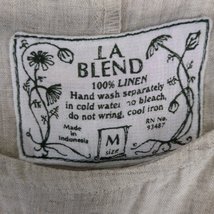 LA
BLEND
100% LINEN
Hand wash separately
in cold water no bleach,
do not wring, cool iron
Made in Indonesia
M
size
RN No. 93487